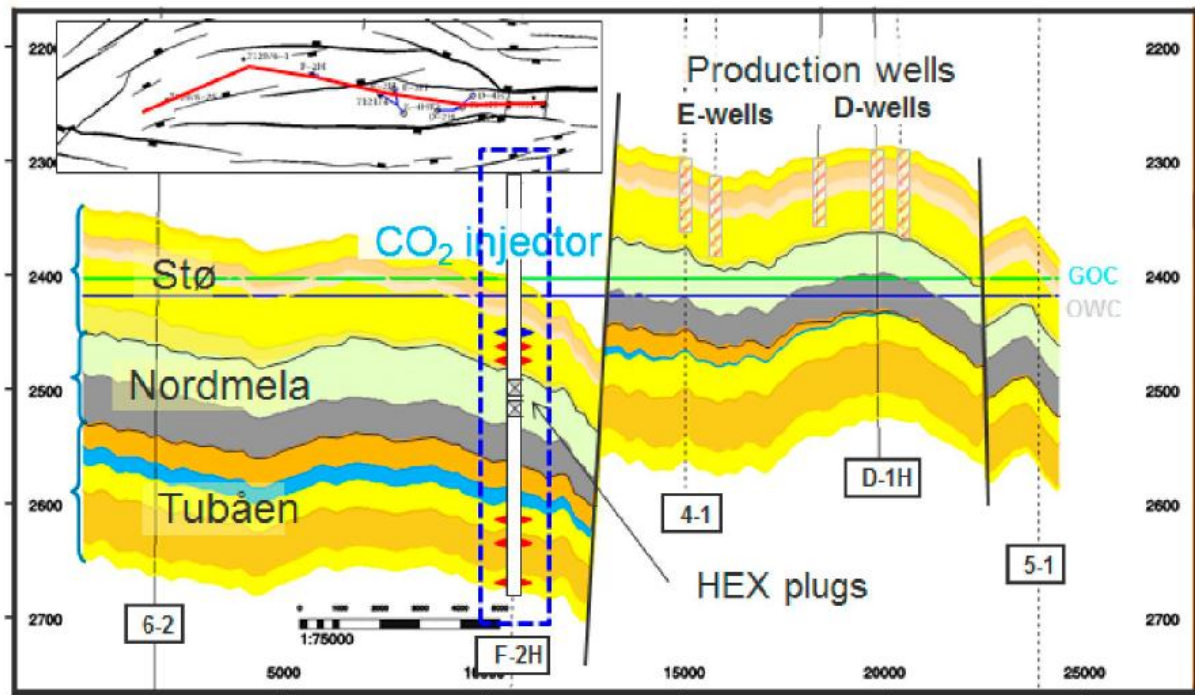 2200
2200
F-2H
Production wells
E-wells
D-wells
2300
2300
CO₂ injector
Stø
2400
2400
GOC
OWC
Nordmela
2500
2500
D-1H
4-1
2600
2600
Tubåen
HEX plugs
5-1
6-2
2700
2700
1:75000
F-2H
5000
15000
20000
25000